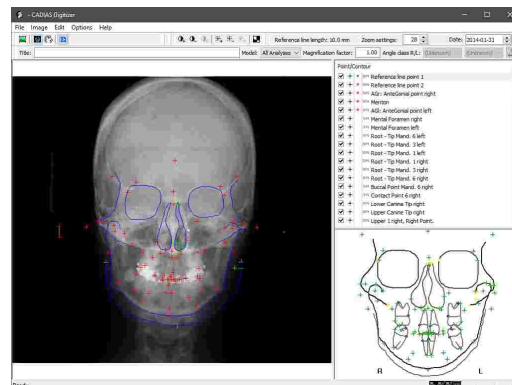 - CADIAS Digitizer
File Image Edit Options Help
Reference line length: 10.0 mm Zoom settings: 28 Date: 2014-01-31
Title: Model: All Analyses Magnification factor: 1.00 Angle class R/L: (Unknown) (Unknown)
Point/Contour
Reference line point 1
Reference line point 2
AGr: AnteGonial point right
Menton
AGl: AnteGonial point left
Mental Foramen right
Mental Foramen left
Root - Tip Mand. 6 left
Root - Tip Mand. 3 left
Root - Tip Mand. 1 left
Root - Tip Mand. 1 right
Root - Tip Mand. 3 right
Root - Tip Mand. 6 right
Buccal Point Mand. 6 right
Contact Point 6 right
Lower Canine Tip right
Upper Canine Tip right
Upper 1 right, Right Point.
R L